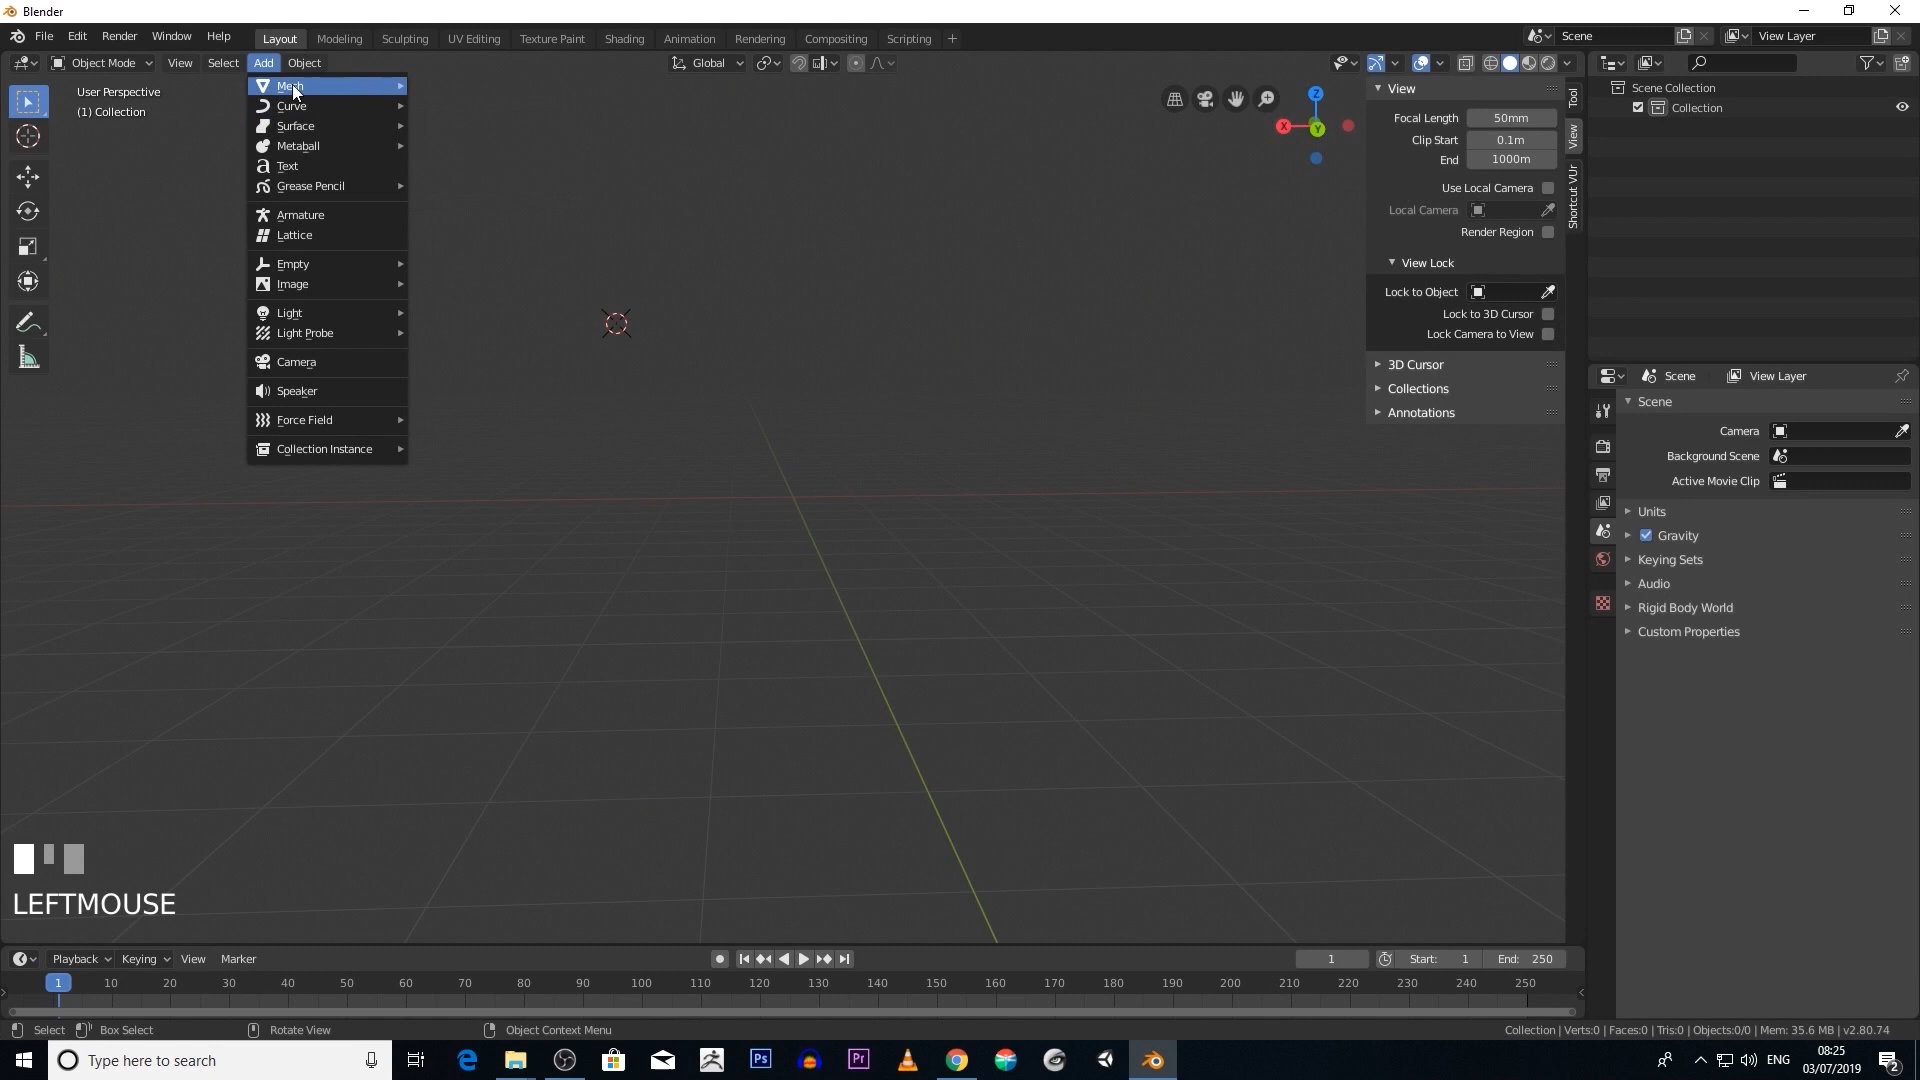 Blender
File Edit Render Window Help Layout Modeling Sculpting UV Editing Texture Paint Shading Animation Rendering Compositing Scripting + Scene View Layer
Object Mode View Select Add Object Global
User Perspective
(1) Collection
Mesh
Curve
Surface
Metaball
Text
Grease Pencil
Armature
Lattice
Empty
Image
Light
Light Probe
Camera
Speaker
Force Field
Collection Instance
Z
X
Y
View
Focal Length 50mm
Clip Start 0.1m
End 1000m
Use Local Camera
Local Camera
Render Region
View Lock
Lock to Object
Lock to 3D Cursor
Lock Camera to View
3D Cursor
Collections
Annotations
Tool
View
Shortcut VUr
Scene Collection
Collection
Scene View Layer
Scene
Camera
Background Scene
Active Movie Clip
Units
Gravity
Keying Sets
Audio
Rigid Body World
Custom Properties
LEFTMOUSE
Playback Keying View Marker 1 Start: 1 End: 250
1 10 20 30 40 50 60 70 80 90 100 110 120 130 140 150 160 170 180 190 200 210 220 230 240 250
Select Box Select Rotate View Object Context Menu Collection | Verts:0 | Faces:0 | Tris:0 | Objects:0/0 | Mem: 35.6 MB | v2.80.74
Type here to search Ps Pr ENG 08:25
03/07/2019 2